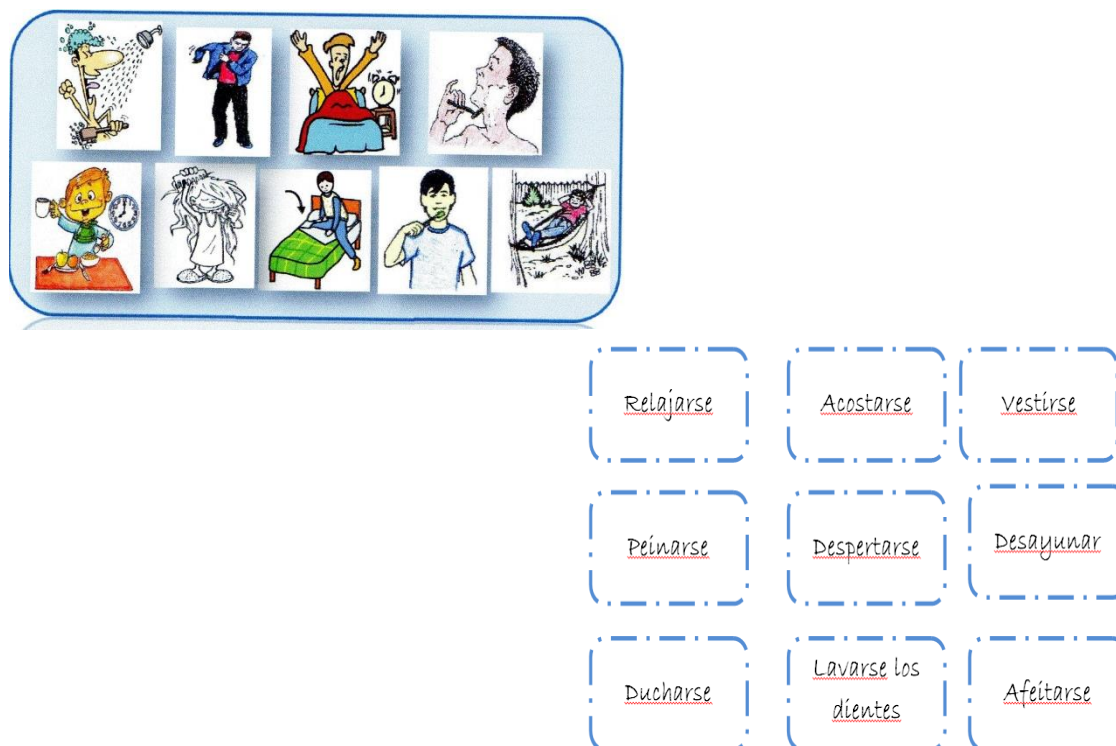 Relajarse
Acostarse
Vestirse
Peinarse
Despertarse
Desayunar
Ducharse
Lavarse los
dientes
Afeitarse